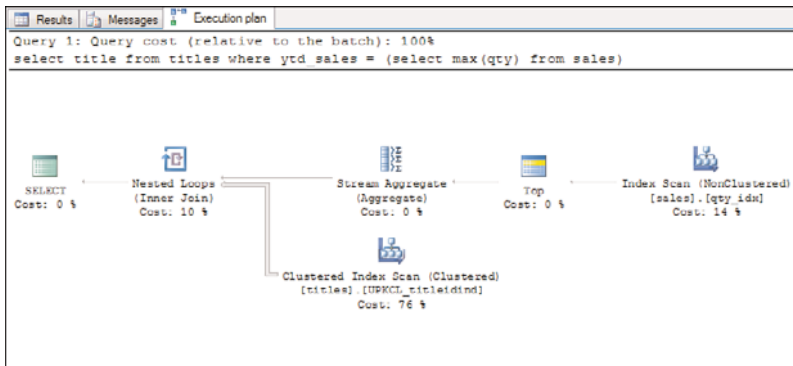 Results Messages Execution plan
Query 1: Query cost (relative to the batch): 100%
select title from titles where ytd_sales = (select max(qty) from sales)
SELECT
Cost: 0 %
Nested Loops
(Inner Join)
Cost: 10 %
Stream Aggregate
(Aggregate)
Cost: 0 %
Top
Cost: 0 %
Index Scan (NonClustered)
[sales].[qty_idx]
Cost: 14 %
Clustered Index Scan (Clustered)
[titles].[UPKCL_titleidind]
Cost: 76 %